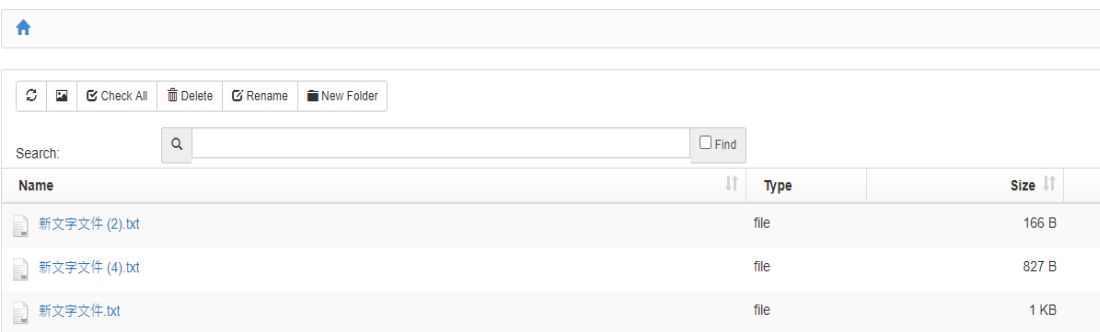 Check All Delete Rename New Folder
Search: Find
Name Type Size
新文字文件 (2).txt file 166 B
新文字文件 (4).txt file 827 B
新文字文件.txt file 1 KB